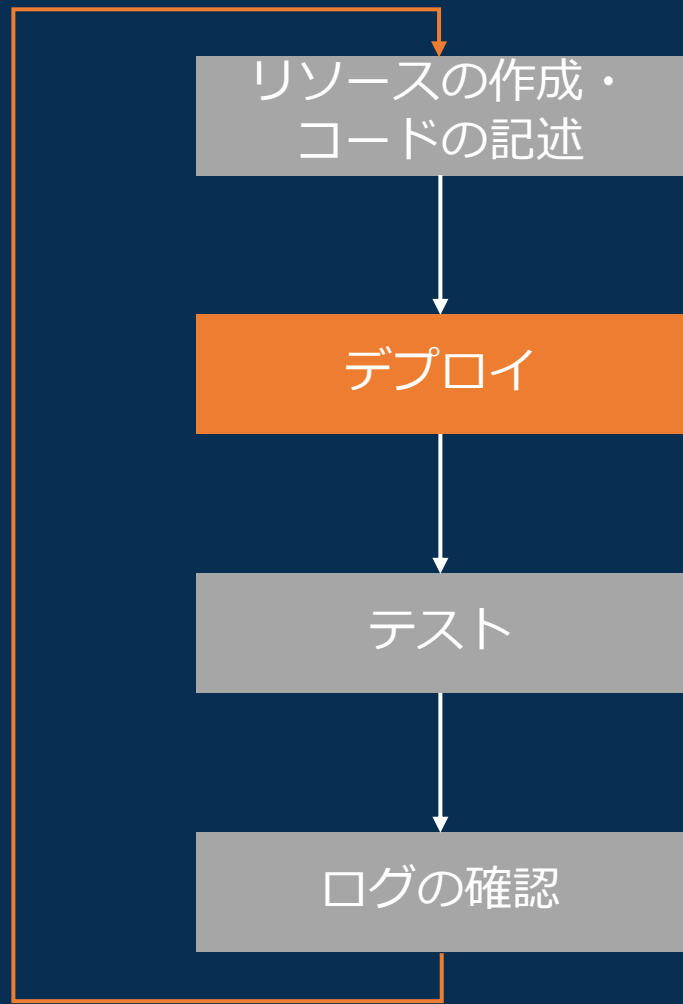 リソースの作成・
コードの記述
デプロイ
テスト
ログの確認